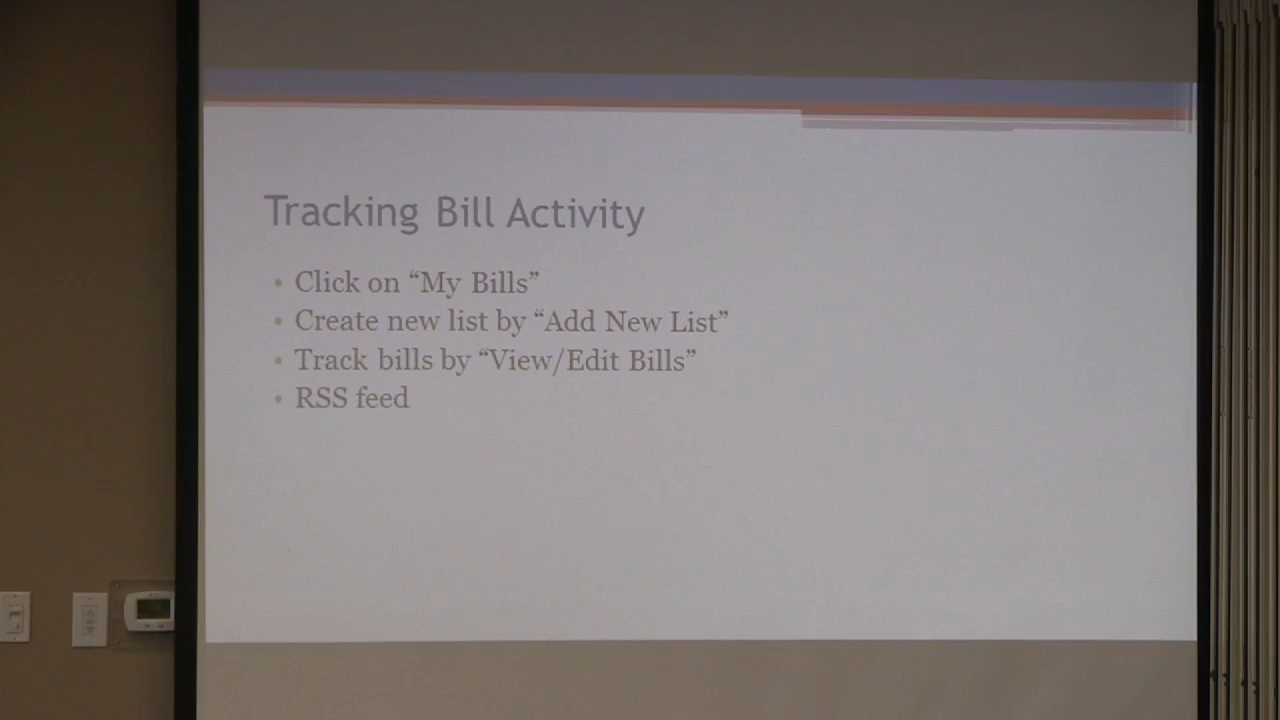 Tracking Bill Activity
• Click on “My Bills”
• Create new list by “Add New List”
• Track bills by “View/Edit Bills”
• RSS feed